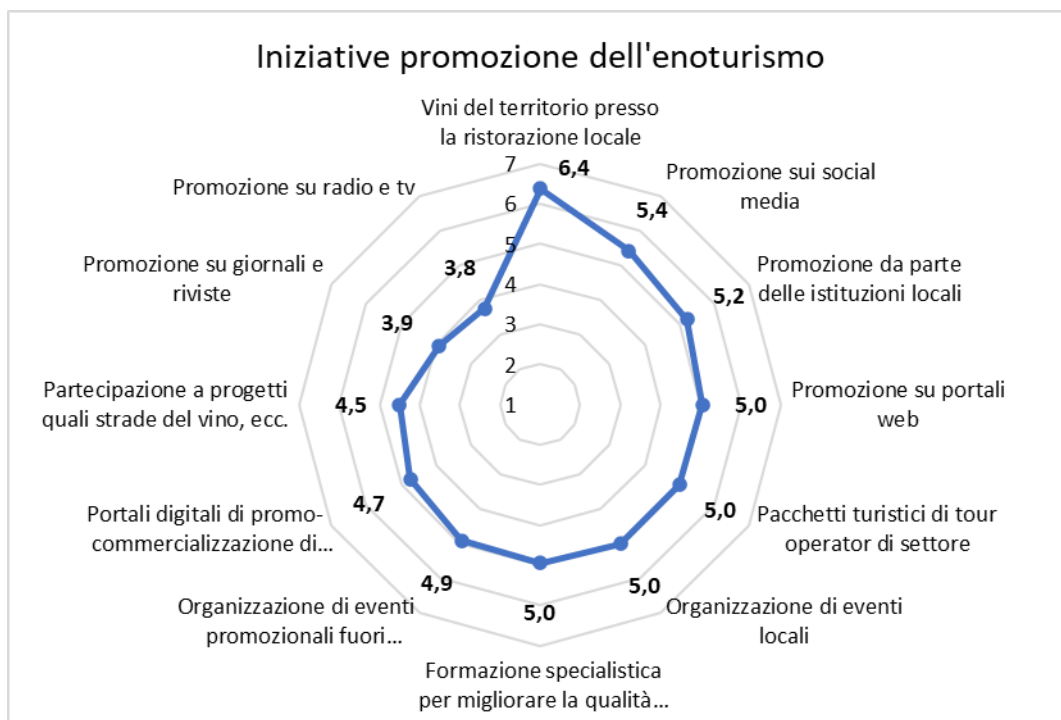 Iniziative promozione dell'enoturismo
Vini del territorio presso
la ristorazione locale
7
6,4
Promozione su radio e tv
Promozione sui social
media
6
5,4
5
Promozione su giornali e
riviste
3,8
4
Promozione da parte
delle istituzioni locali
5,2
3,9
3
2
Partecipazione a progetti
quali strade del vino, ecc.
4,5
1
5,0
Promozione su portali
web
4,7
5,0
Portali digitali di promo-
commercializzazione di...
Pacchetti turistici di tour
operator di settore
4,9
5,0
5,0
Organizzazione di eventi
promozionali fuori...
Organizzazione di eventi
locali
Formazione specialistica
per migliorare la qualità...